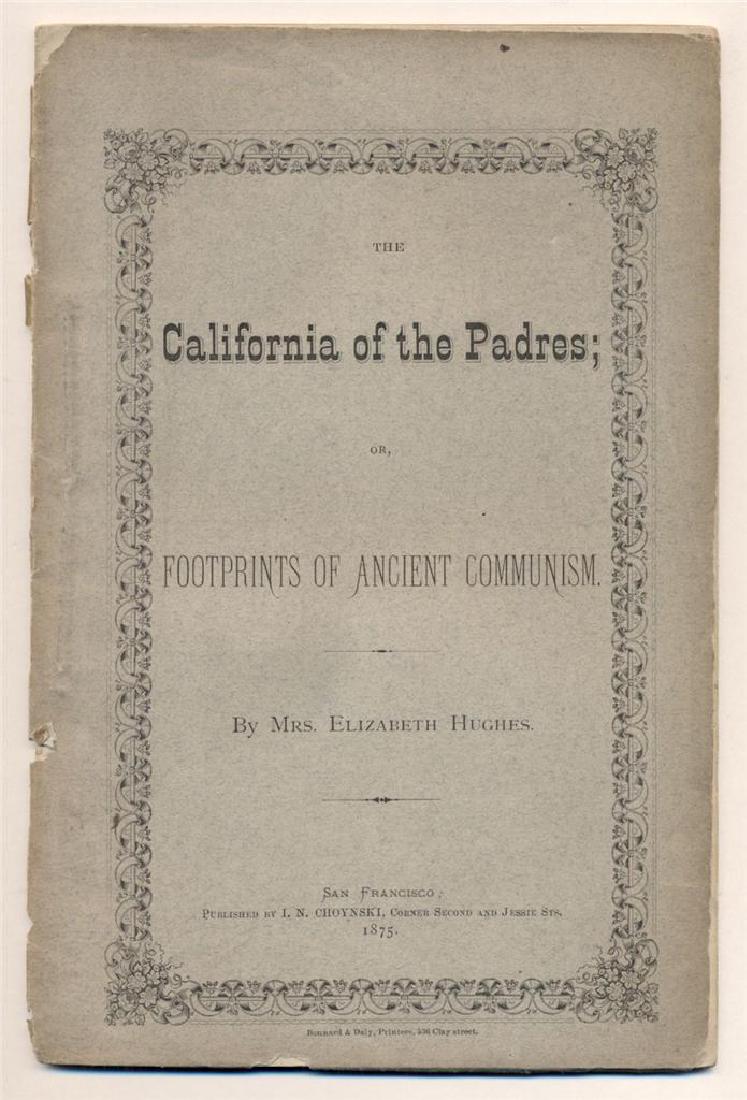 THE
California of the Padres;
OR,
FOOTPRINTS OF ANCIENT COMMUNISM.
By Mrs. Elizabeth Hughes.
San Francisco:
Published by I. N. CHOYNSKI, Corner Second and Jessie Sts.
1875.
Bonnard & Daly, Printers, 536 Clay street.